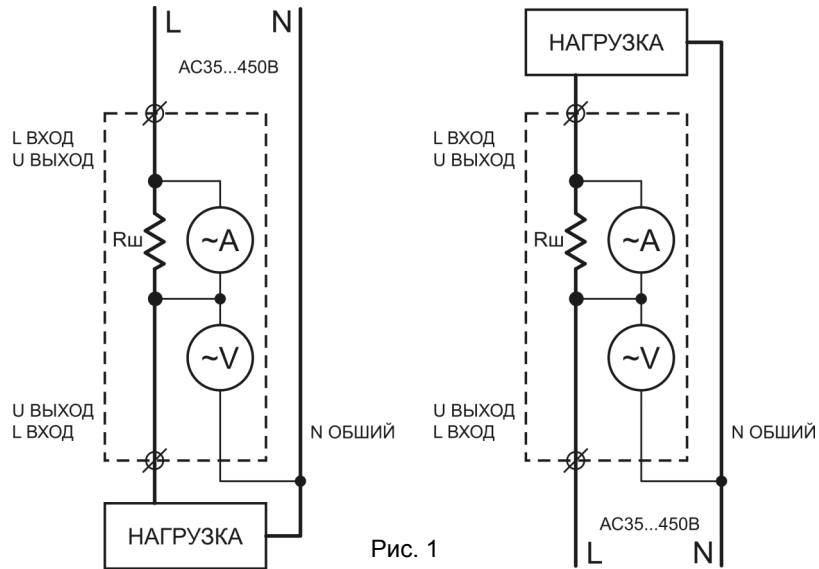 L N
AC35...450В
L ВХОД
U ВЫХОД
Rш
~A
~V
U ВЫХОД
L ВХОД
N ОБШИЙ
НАГРУЗКА
Рис. 1
НАГРУЗКА
L ВХОД
U ВЫХОД
Rш
~A
~V
U ВЫХОД
L ВХОД
N ОБШИЙ
AC35...450В
L N